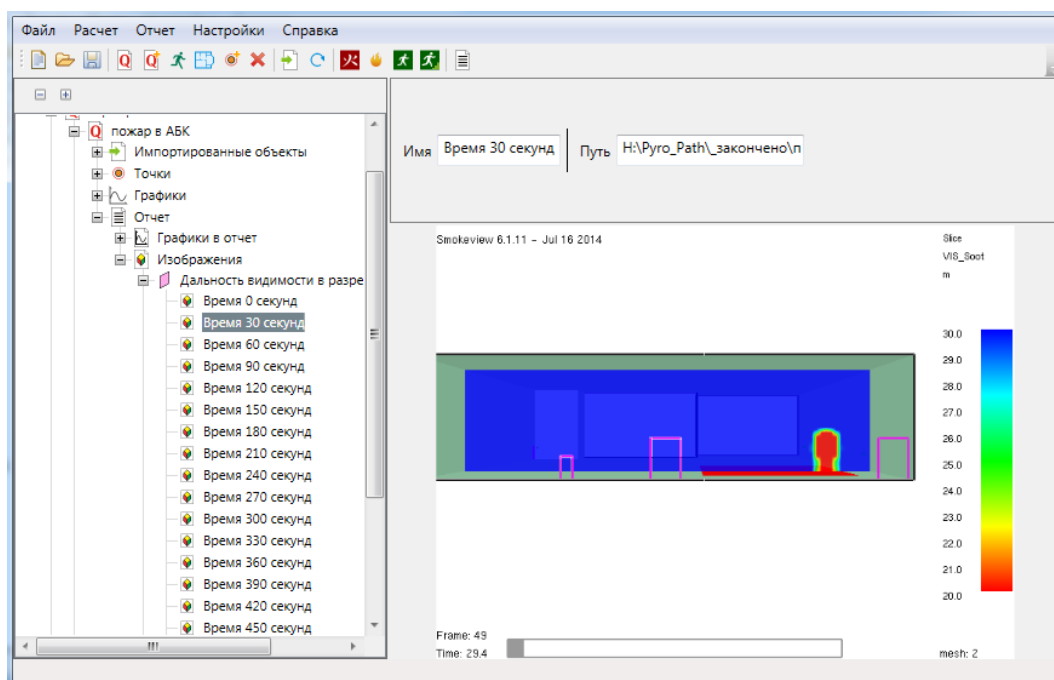 Файл Расчет Отчет Настройки Справка
пожар в АБК
Импортированные объекты
Точки
Графики
Отчет
Графики в отчет
Изображения
Дальность видимости в разре
Время 0 секунд
Время 30 секунд
Время 60 секунд
Время 90 секунд
Время 120 секунд
Время 150 секунд
Время 180 секунд
Время 210 секунд
Время 240 секунд
Время 270 секунд
Время 300 секунд
Время 330 секунд
Время 360 секунд
Время 390 секунд
Время 420 секунд
Время 450 секунд
Имя Время 30 секунд Путь H:\Pyro_Path\_закончено\п
Smokeview 6.1.11 - Jul 16 2014
Slice
VIS_Soot
m
30.0
29.0
28.0
27.0
26.0
25.0
24.0
23.0
22.0
21.0
20.0
Frame: 49
Time: 29.4
mesh: 2